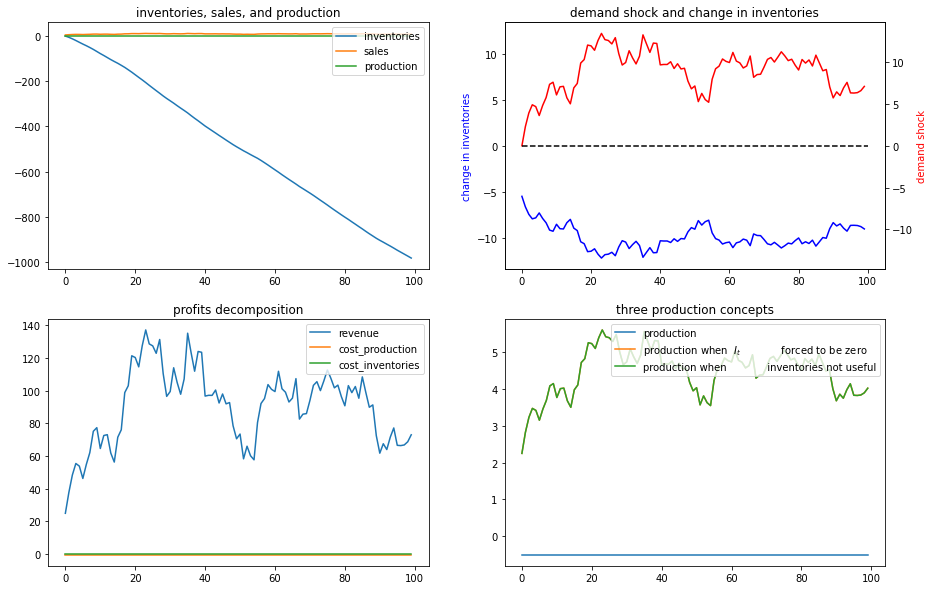 inventories, sales, and production
inventories
sales
production
0
−200
−400
−600
−800
−1000
0 20 40 60 80 100
demand shock and change in inventories
change in inventories
10
5
0
−5
−10
10
5
0
−5
−10
demand shock
0 20 40 60 80 100
profits decomposition
revenue
cost_production
cost_inventories
140
120
100
80
60
40
20
0
0 20 40 60 80 100
three production concepts
production
production when I_t forced to be zero
production when inventories not useful
5
4
3
2
1
0
0 20 40 60 80 100